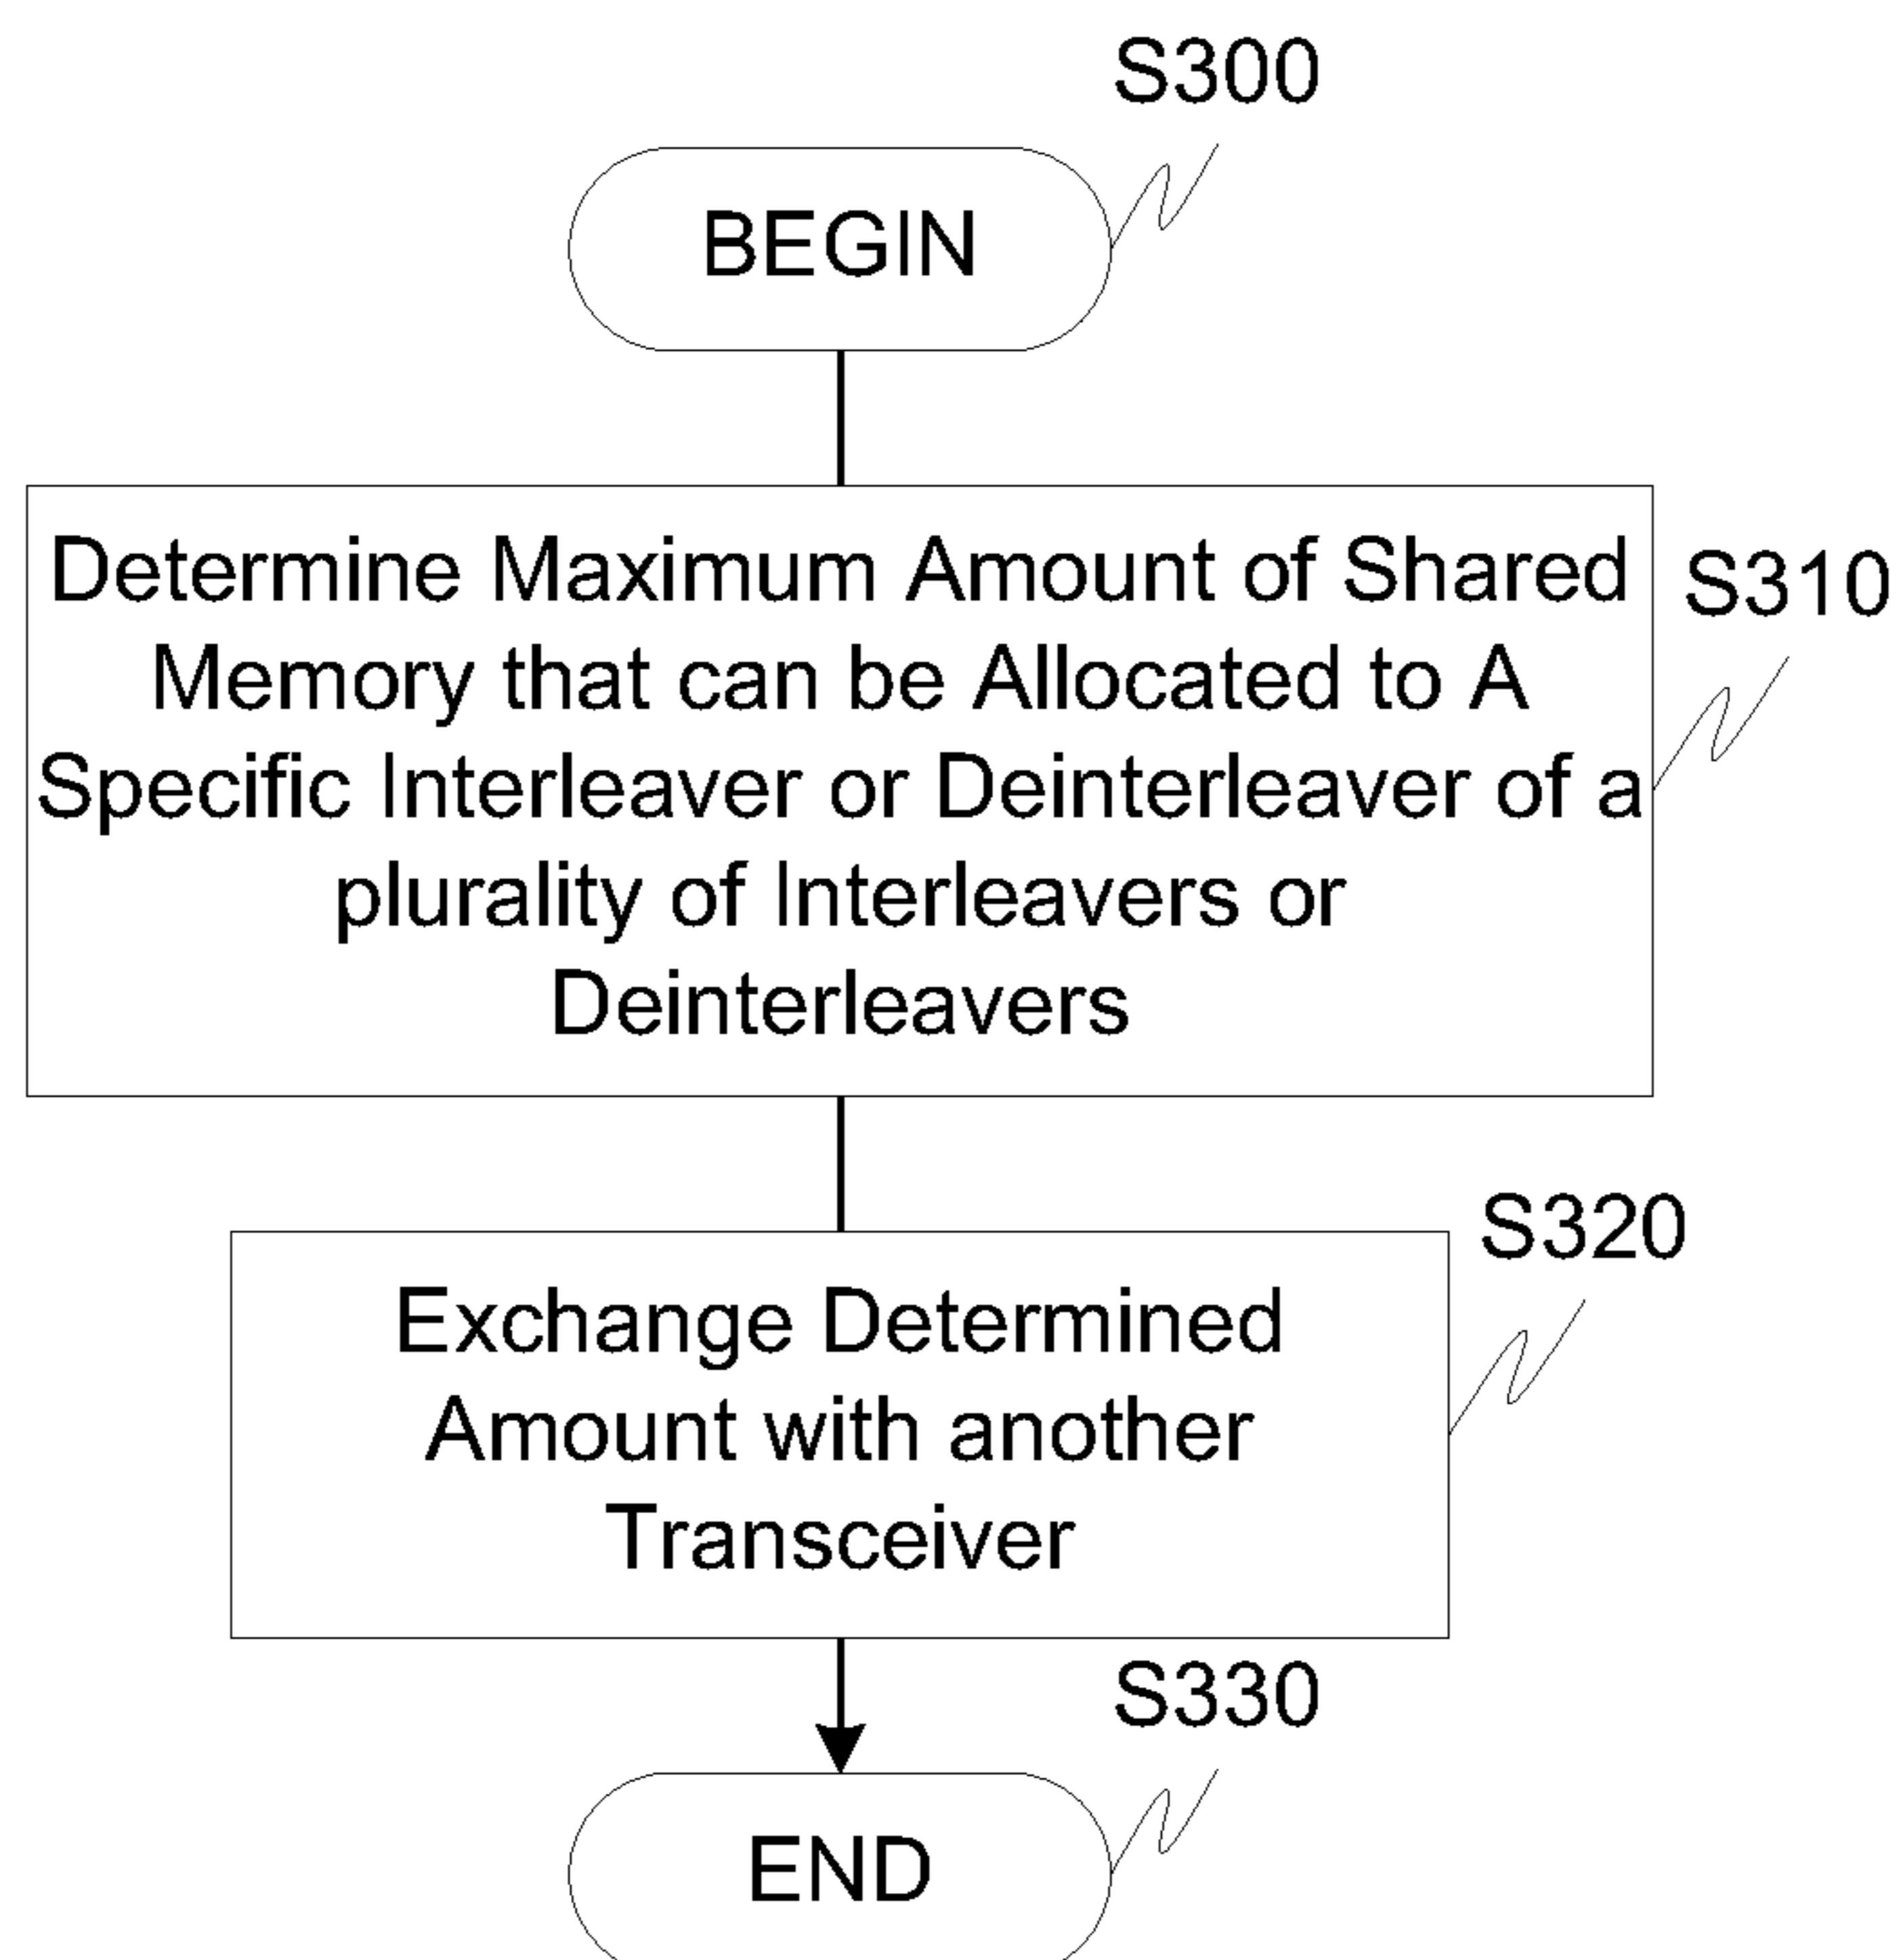 S300
BEGIN
Determine Maximum Amount of Shared
Memory that can be Allocated to A
Specific Interleaver or Deinterleaver of a
plurality of Interleavers or
Deinterleavers
S310
Exchange Determined
Amount with another
Transceiver
S320
S330
END